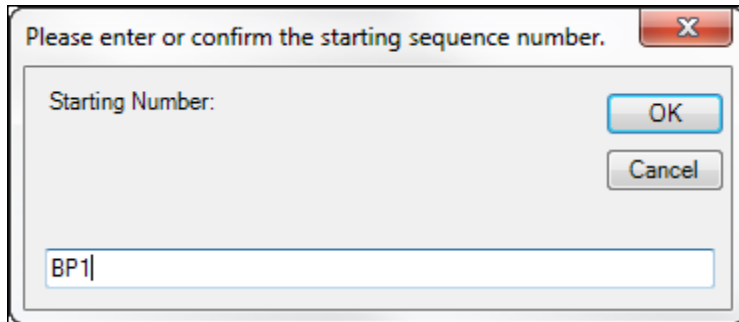 Please enter or confirm the starting sequence number.
Starting Number:
OK
Cancel
BP1